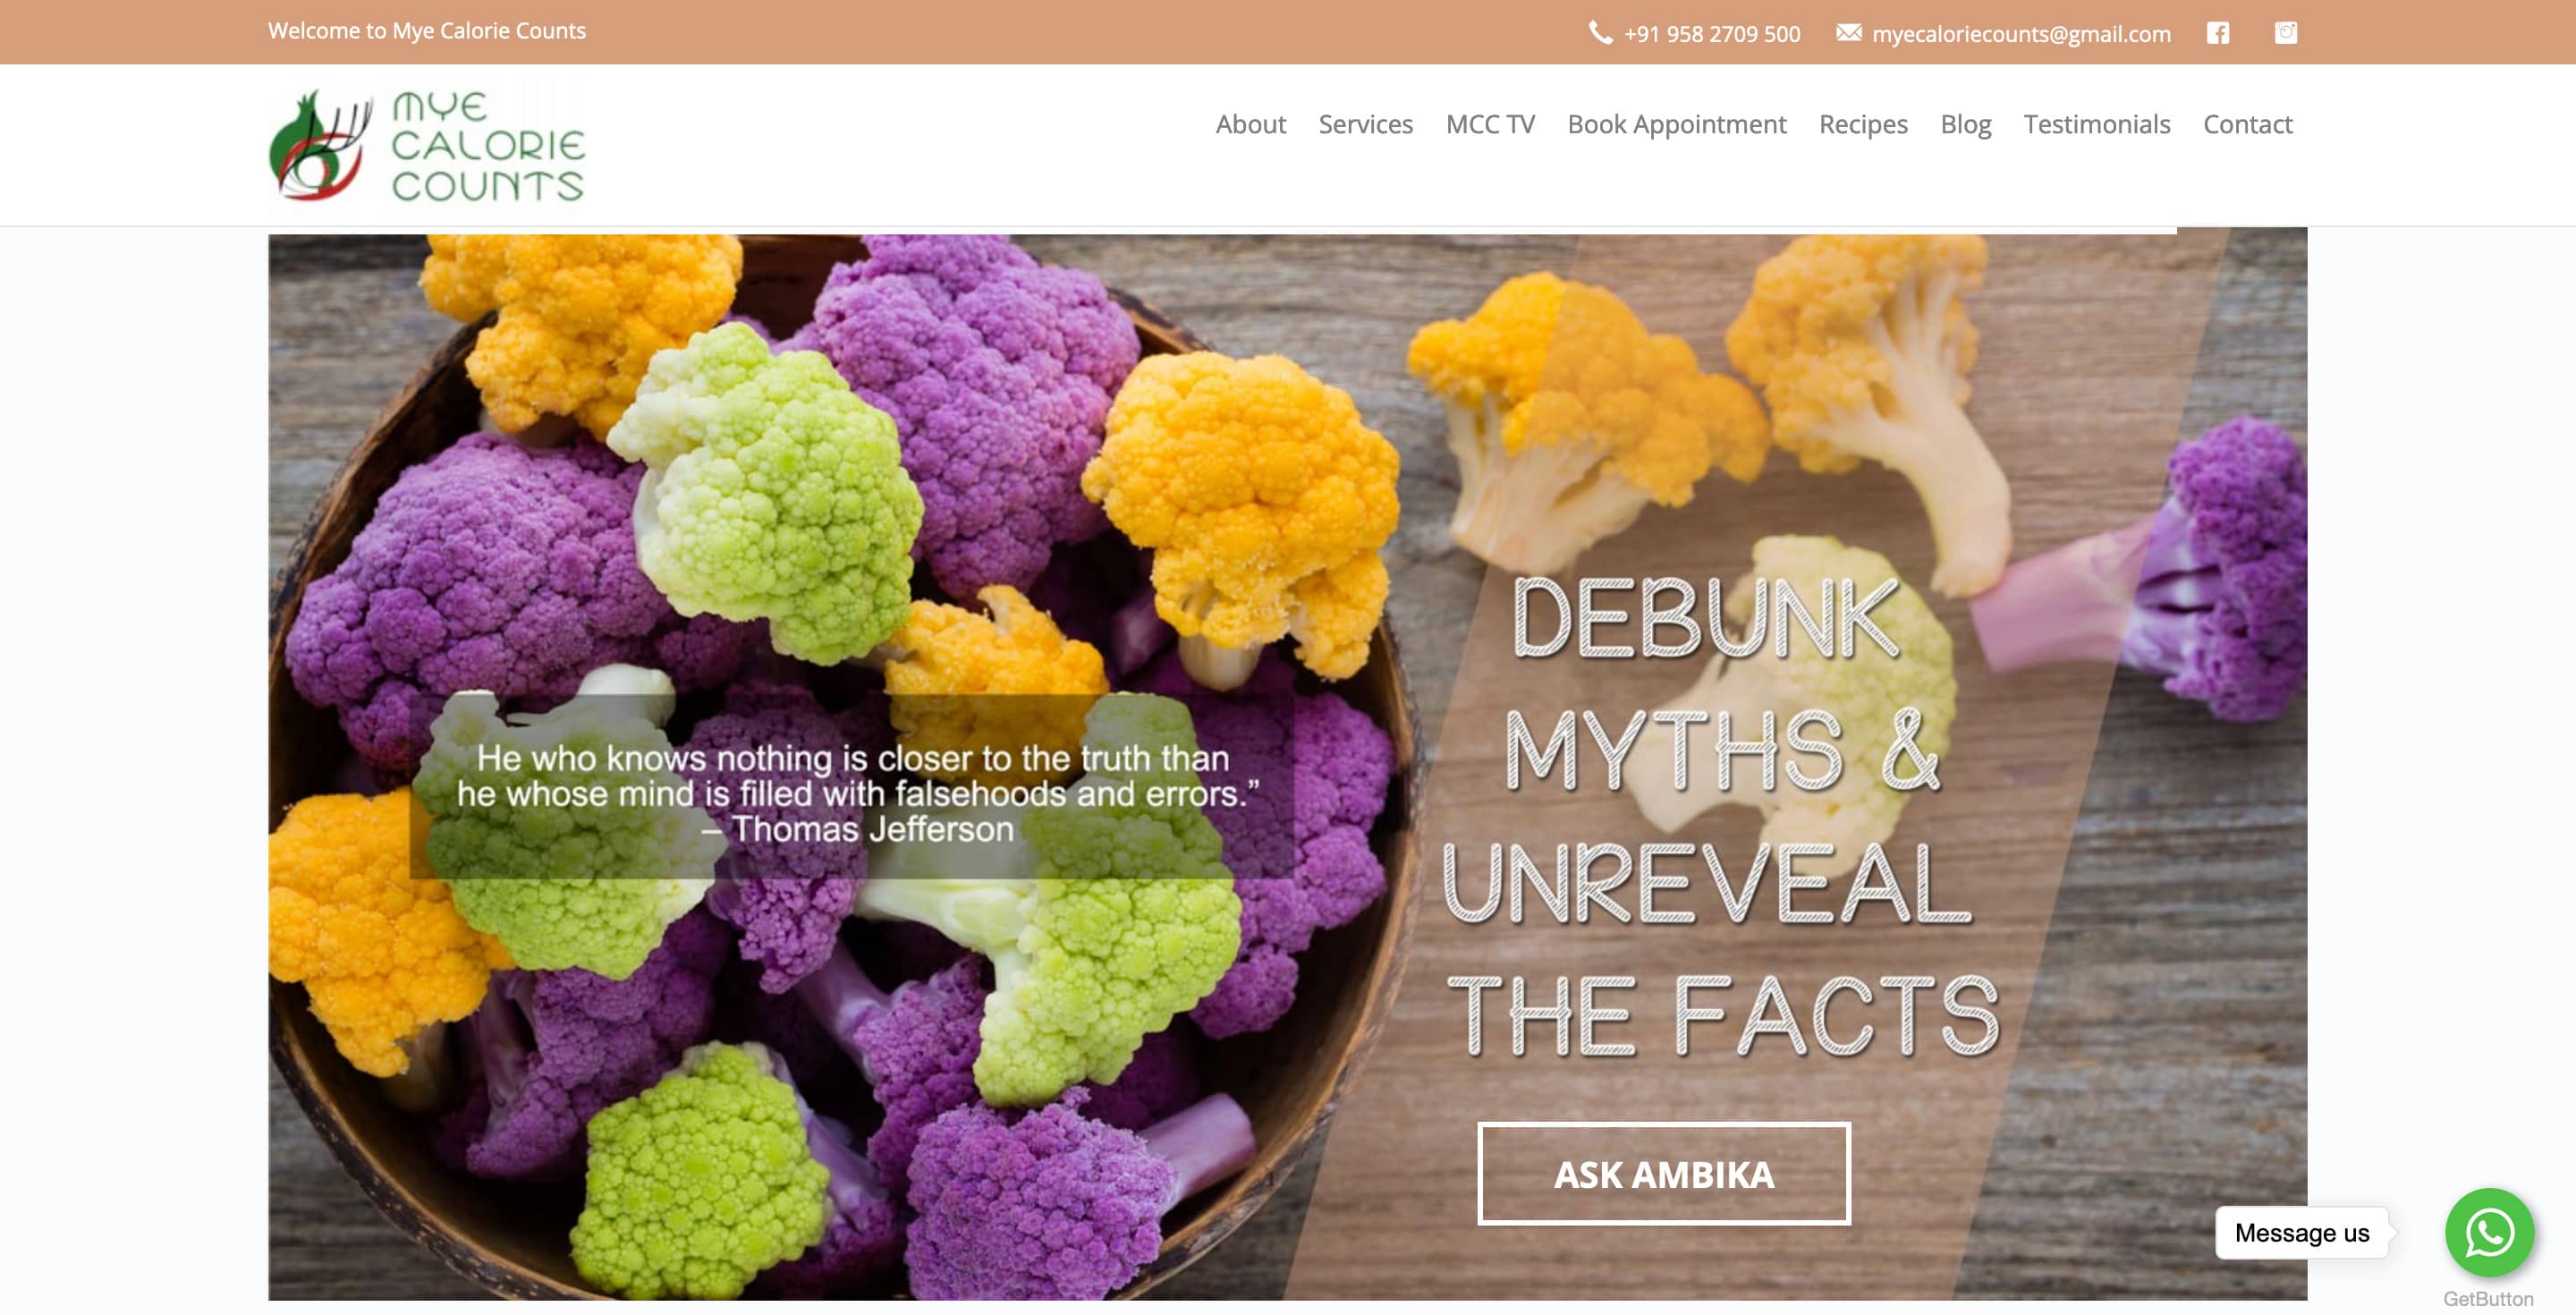 Welcome to Mye Calorie Counts
+91 958 2709 500
myecaloriecounts@gmail.com
MYE
CALORIE
COUNTS
About
Services
MCC TV
Book Appointment
Recipes
Blog
Testimonials
Contact
He who knows nothing is closer to the truth than
he whose mind is filled with falsehoods and errors.”
– Thomas Jefferson
DEBUNK
MYTHS &
UNREVEAL
THE FACTS
ASK AMBIKA
Message us
GetButton